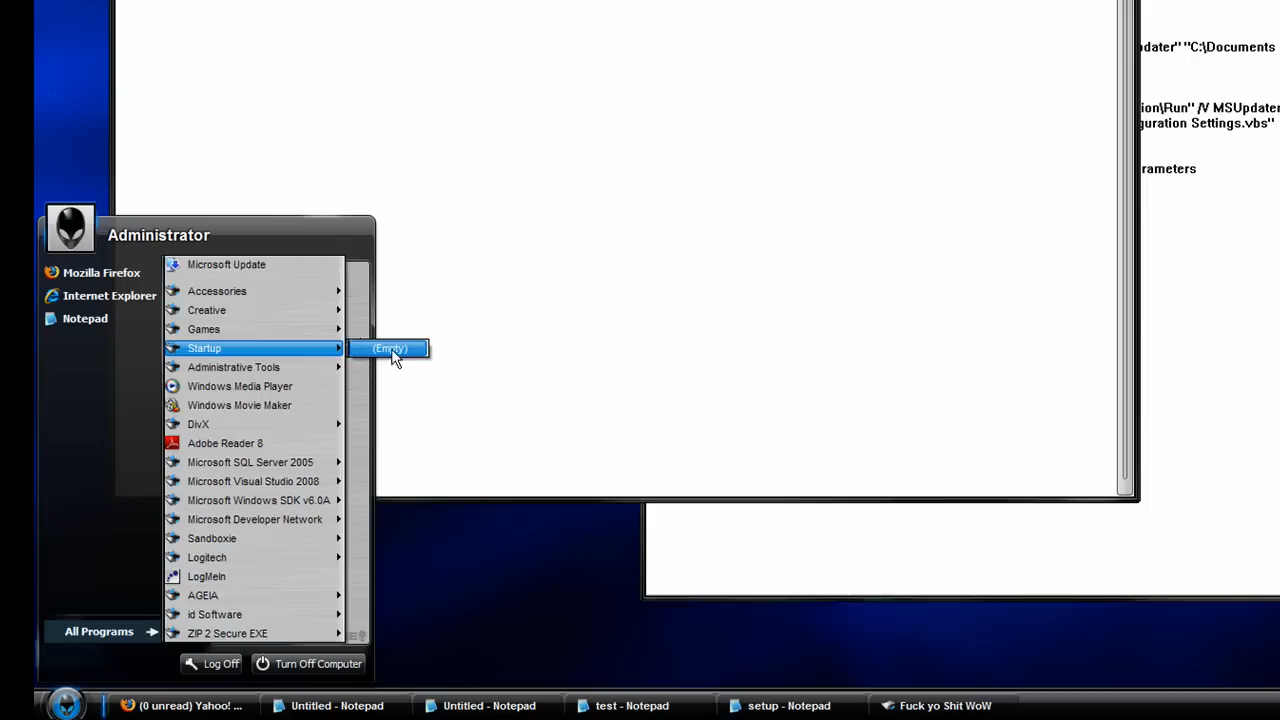 dater" "C:\Documents
ion\Run" /V MSUpdater
guration Settings.vbs"
rameters
Administrator
Mozilla Firefox
Internet Explorer
Notepad
Microsoft Update
Accessories
Creative
Games
Startup
(Empty)
Administrative Tools
Windows Media Player
Windows Movie Maker
DivX
Adobe Reader 8
Microsoft SQL Server 2005
Microsoft Visual Studio 2008
Microsoft Windows SDK v6.0A
Microsoft Developer Network
Sandboxie
Logitech
LogMeIn
AGEIA
id Software
ZIP 2 Secure EXE
All Programs
Log Off
Turn Off Computer
(0 unread) Yahoo! ...
Untitled - Notepad
Untitled - Notepad
test - Notepad
setup - Notepad
Fuck yo Shit WoW